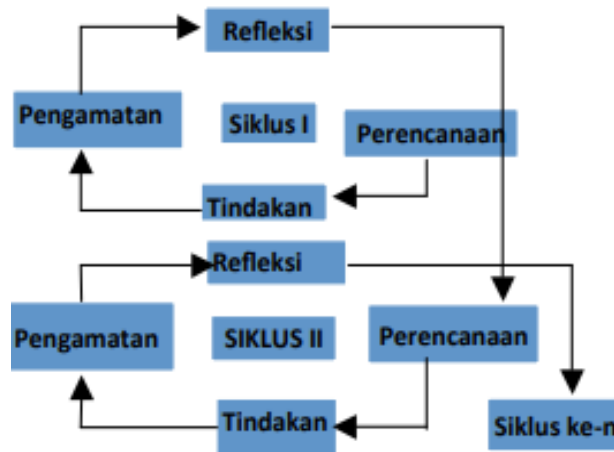 Refleksi
Pengamatan
Siklus I
Perencanaan
Tindakan
Refleksi
Pengamatan
SIKLUS II
Perencanaan
Tindakan
Siklus ke-n